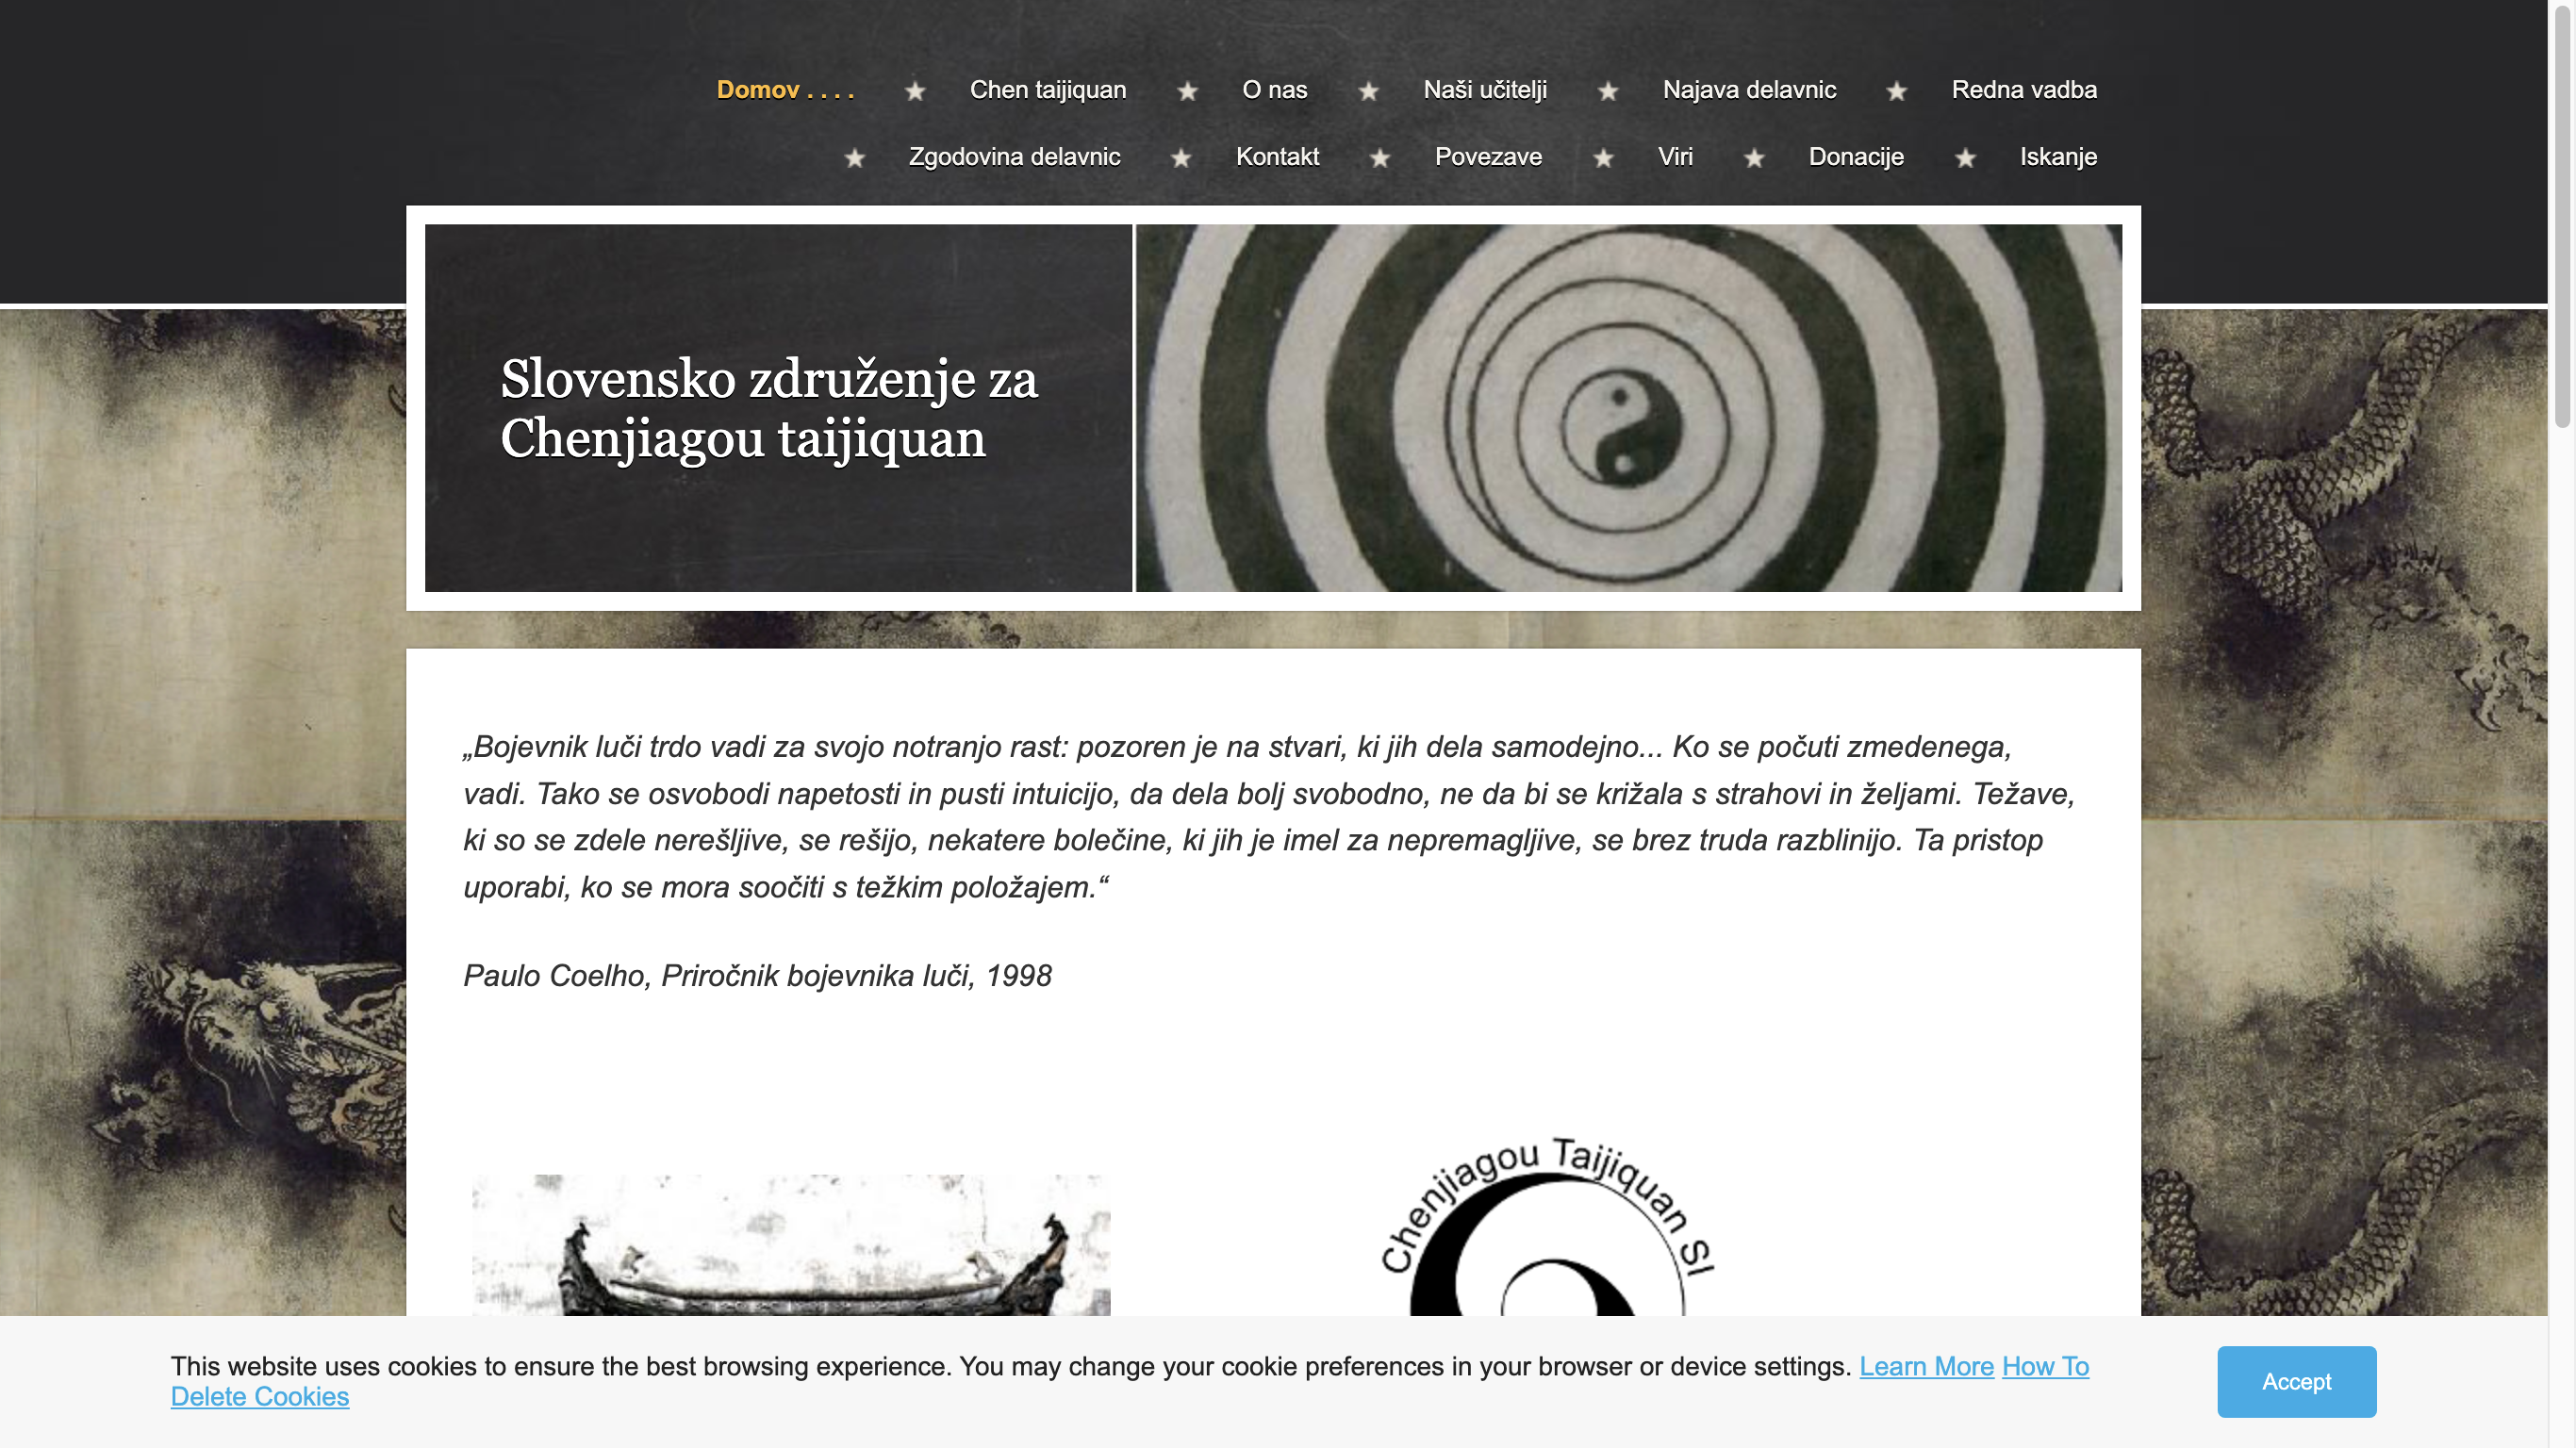 Domov . . . . Chen taijiquan O nas Naši učitelji Najava delavnic Redna vadba
Zgodovina delavnic Kontakt Povezave Viri Donacije Iskanje
Slovensko združenje za
Chenjiagou taijiquan
„Bojevnik luči trdo vadi za svojo notranjo rast: pozoren je na stvari, ki jih dela samodejno... Ko se počuti zmedenega,
vadi. Tako se osvobodi napetosti in pusti intuicijo, da dela bolj svobodno, ne da bi se križala s strahovi in željami. Težave,
ki so se zdele nerešljive, se rešijo, nekatere bolečine, ki jih je imel za nepremagljive, se brez truda razblinijo. Ta pristop
uporabi, ko se mora soočiti s težkim položajem.“
Paulo Coelho, Priročnik bojevnika luči, 1998
Chenjiagou Taijiquan SI
This website uses cookies to ensure the best browsing experience. You may change your cookie preferences in your browser or device settings. Learn More How To
Delete Cookies
Accept